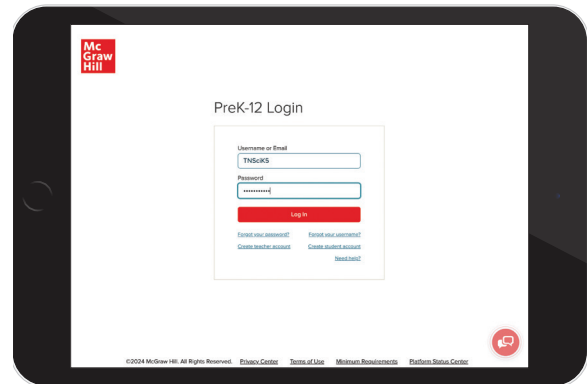 Mc
Graw
Hill
PreK-12 Login
Username or Email
TNSciK5
Password
•••••••••••
Log In
Forgot your password? Forgot your username?
Create teacher account Create student account
Need help?
©2024 McGraw Hill. All Rights Reserved. Privacy Center Terms of Use Minimum Requirements Platform Status Center